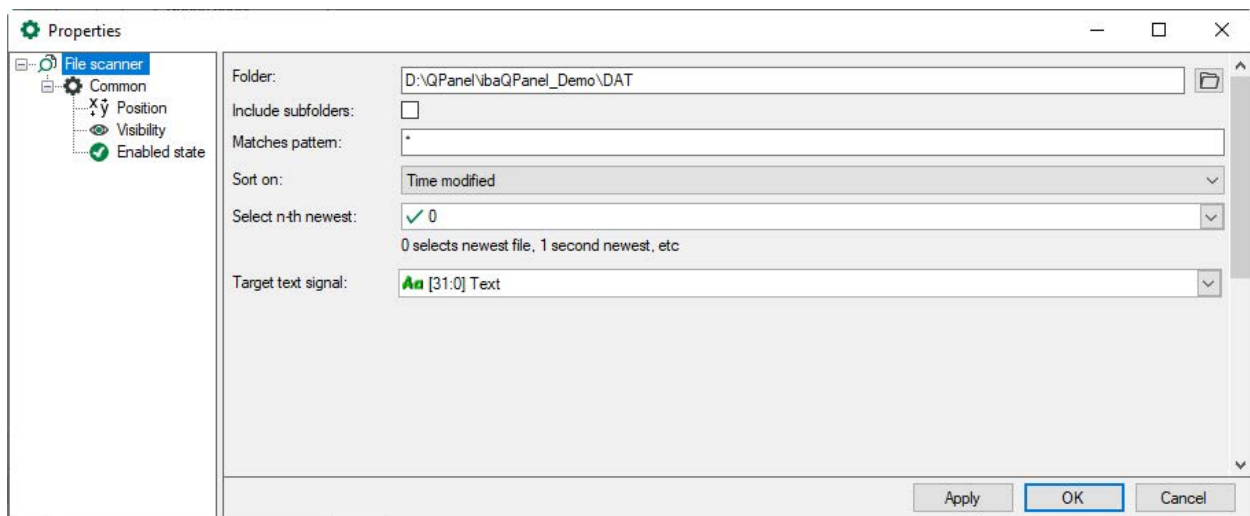 Properties
File scanner
Common
Position
Visibility
Enabled state
Folder:
D:\QPanel\ibaQPanel_Demo\DAT
Include subfolders:
Matches pattern:
*
Sort on:
Time modified
Select n-th newest:
0
0 selects newest file, 1 second newest, etc
Target text signal:
Aa [31:0] Text
Apply OK Cancel